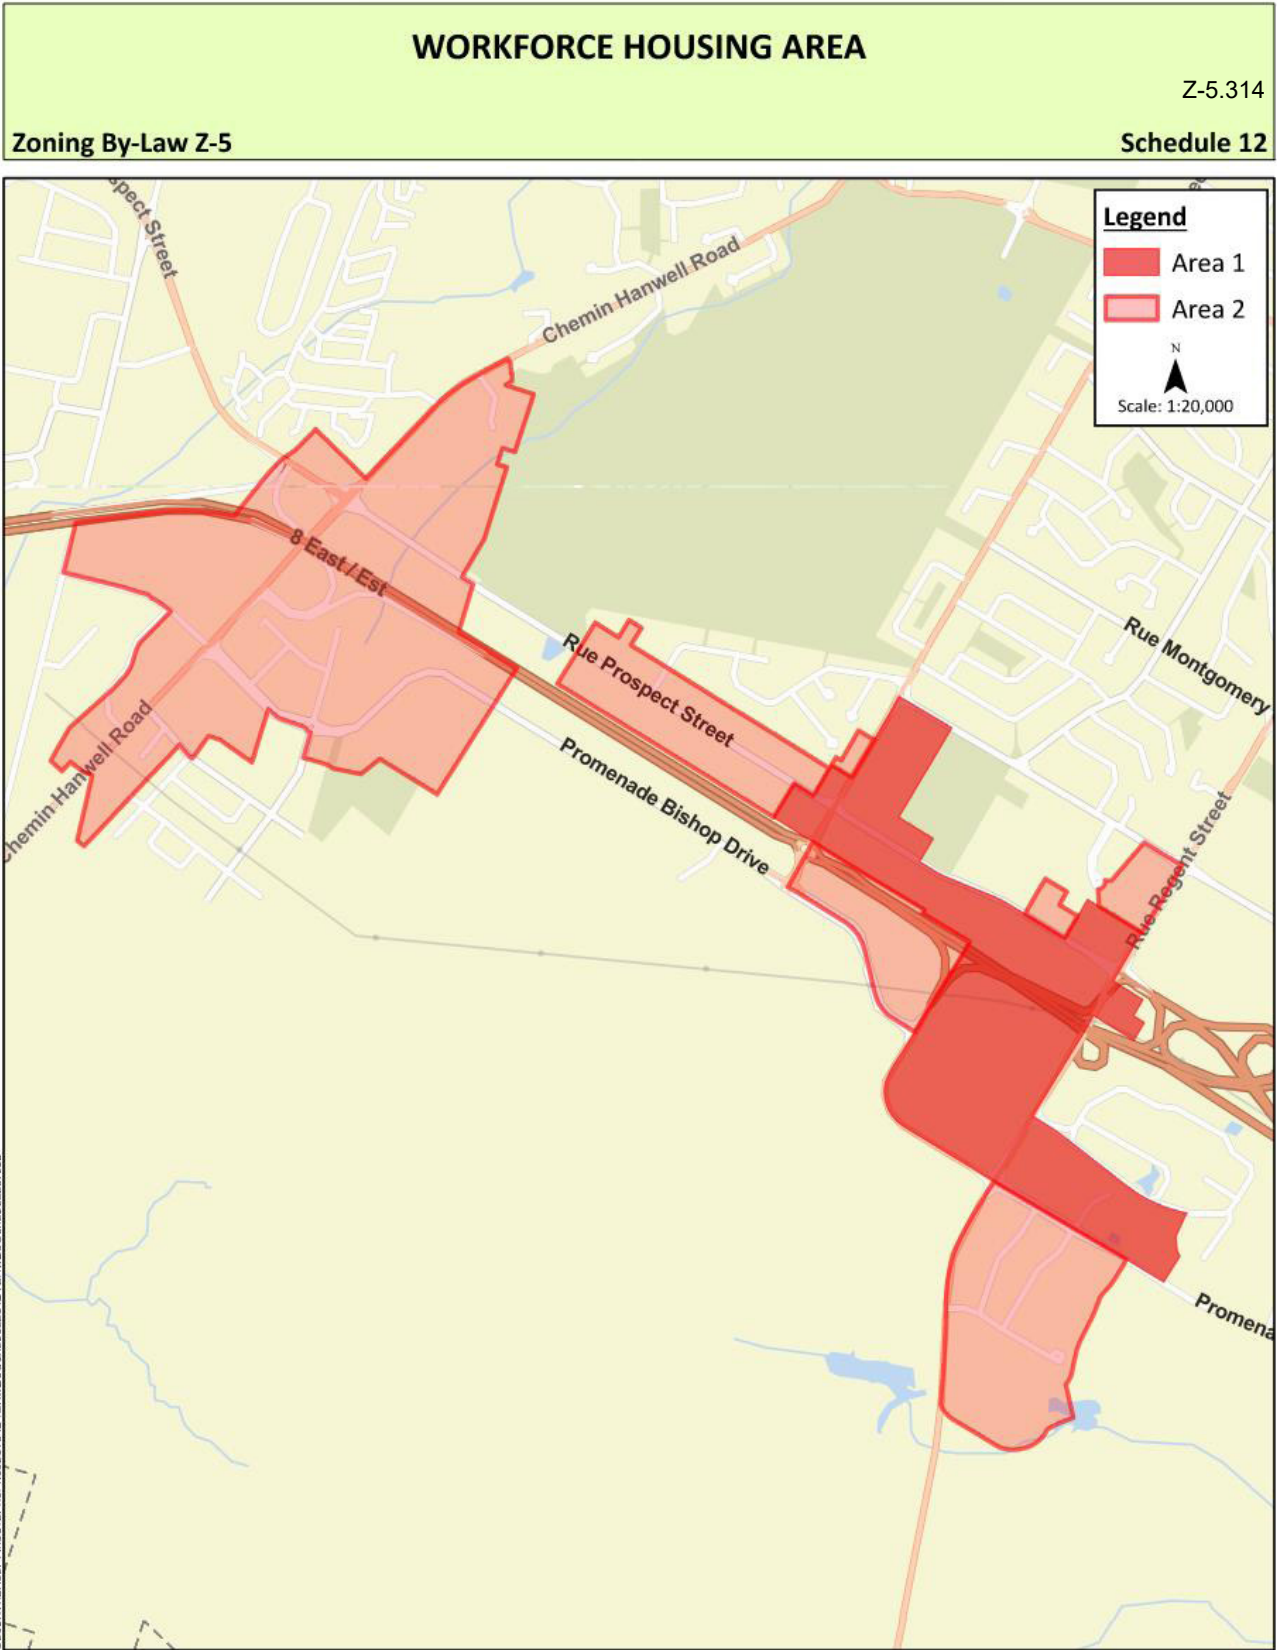 WORKFORCE HOUSING AREA
Z-5.314
Zoning By-Law Z-5
Schedule 12
Legend
Area 1
Area 2
N
Scale: 1:20,000
Street
Chemin Hanwell Road
8 East / Est
Rue Prospect Street
Rue Montgomery
Chemin Hanwell Road
Promenade Bishop Drive
Rue Regent Street
Promena